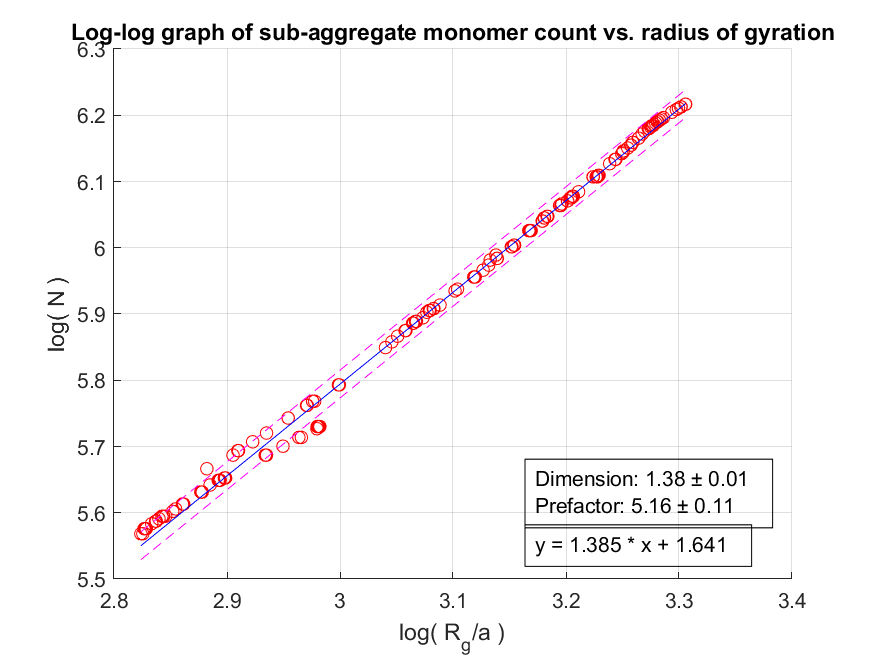 Log-log graph of sub-aggregate monomer count vs. radius of gyration
6.3
6.2
6.1
6
5.9
5.8
5.7
5.6
5.5
log( N )
Dimension: 1.38 ± 0.01
Prefactor: 5.16 ± 0.11
y = 1.385 * x + 1.641
2.8 2.9 3 3.1 3.2 3.3 3.4
log( Rg/a )